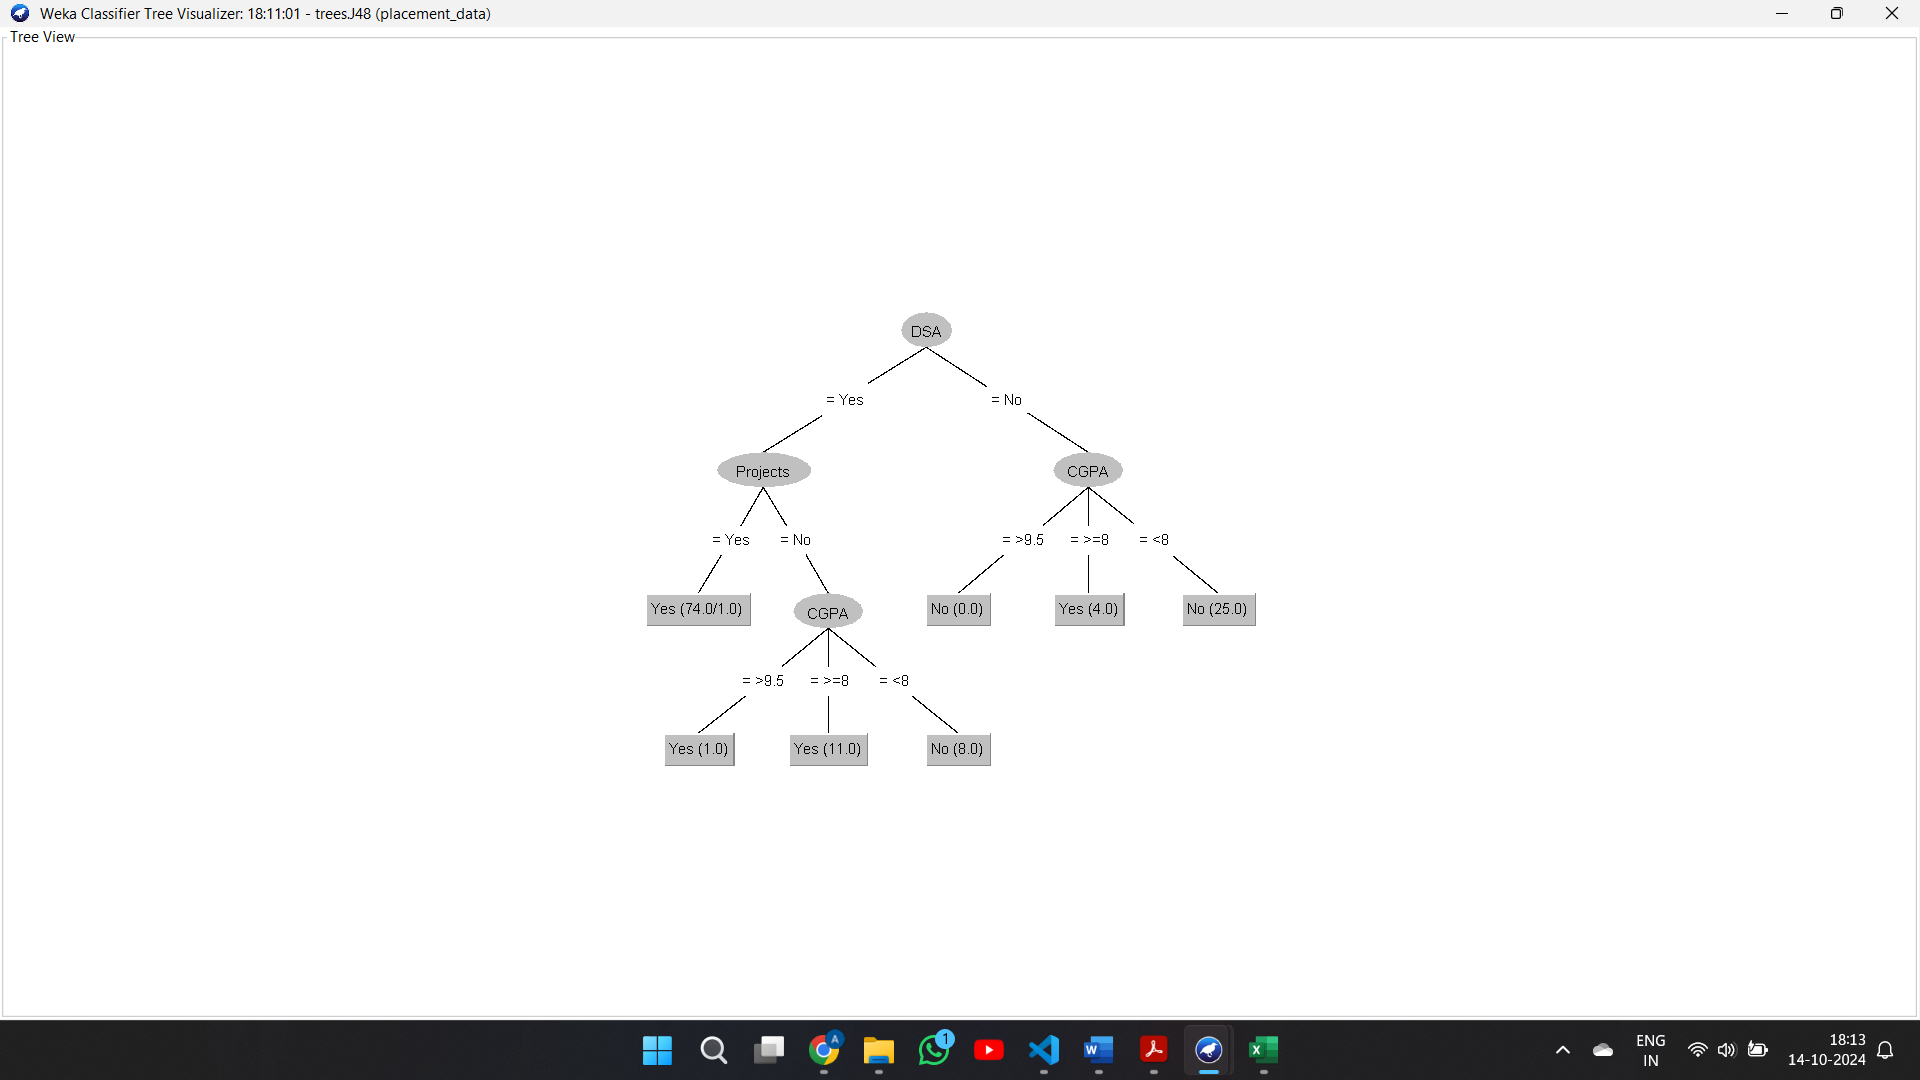 Weka Classifier Tree Visualizer: 18:11:01 - trees.J48 (placement_data)
Tree View
DSA
= Yes = No
Projects CGPA
= Yes = No = >9.5 = >=8 = <8
Yes (74.0/1.0) CGPA No (0.0) Yes (4.0) No (25.0)
= >9.5 = >=8 = <8
Yes (1.0) Yes (11.0) No (8.0)
A 1 W X
ENG
IN
18:13
14-10-2024